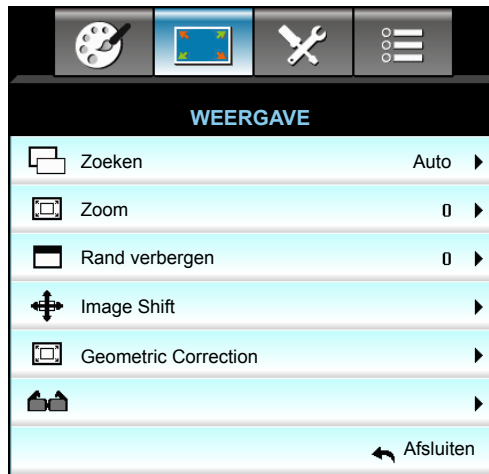 WEERGAVE
Zoeken Auto
Zoom 0
Rand verbergen 0
Image Shift
Geometric Correction
Afsluiten